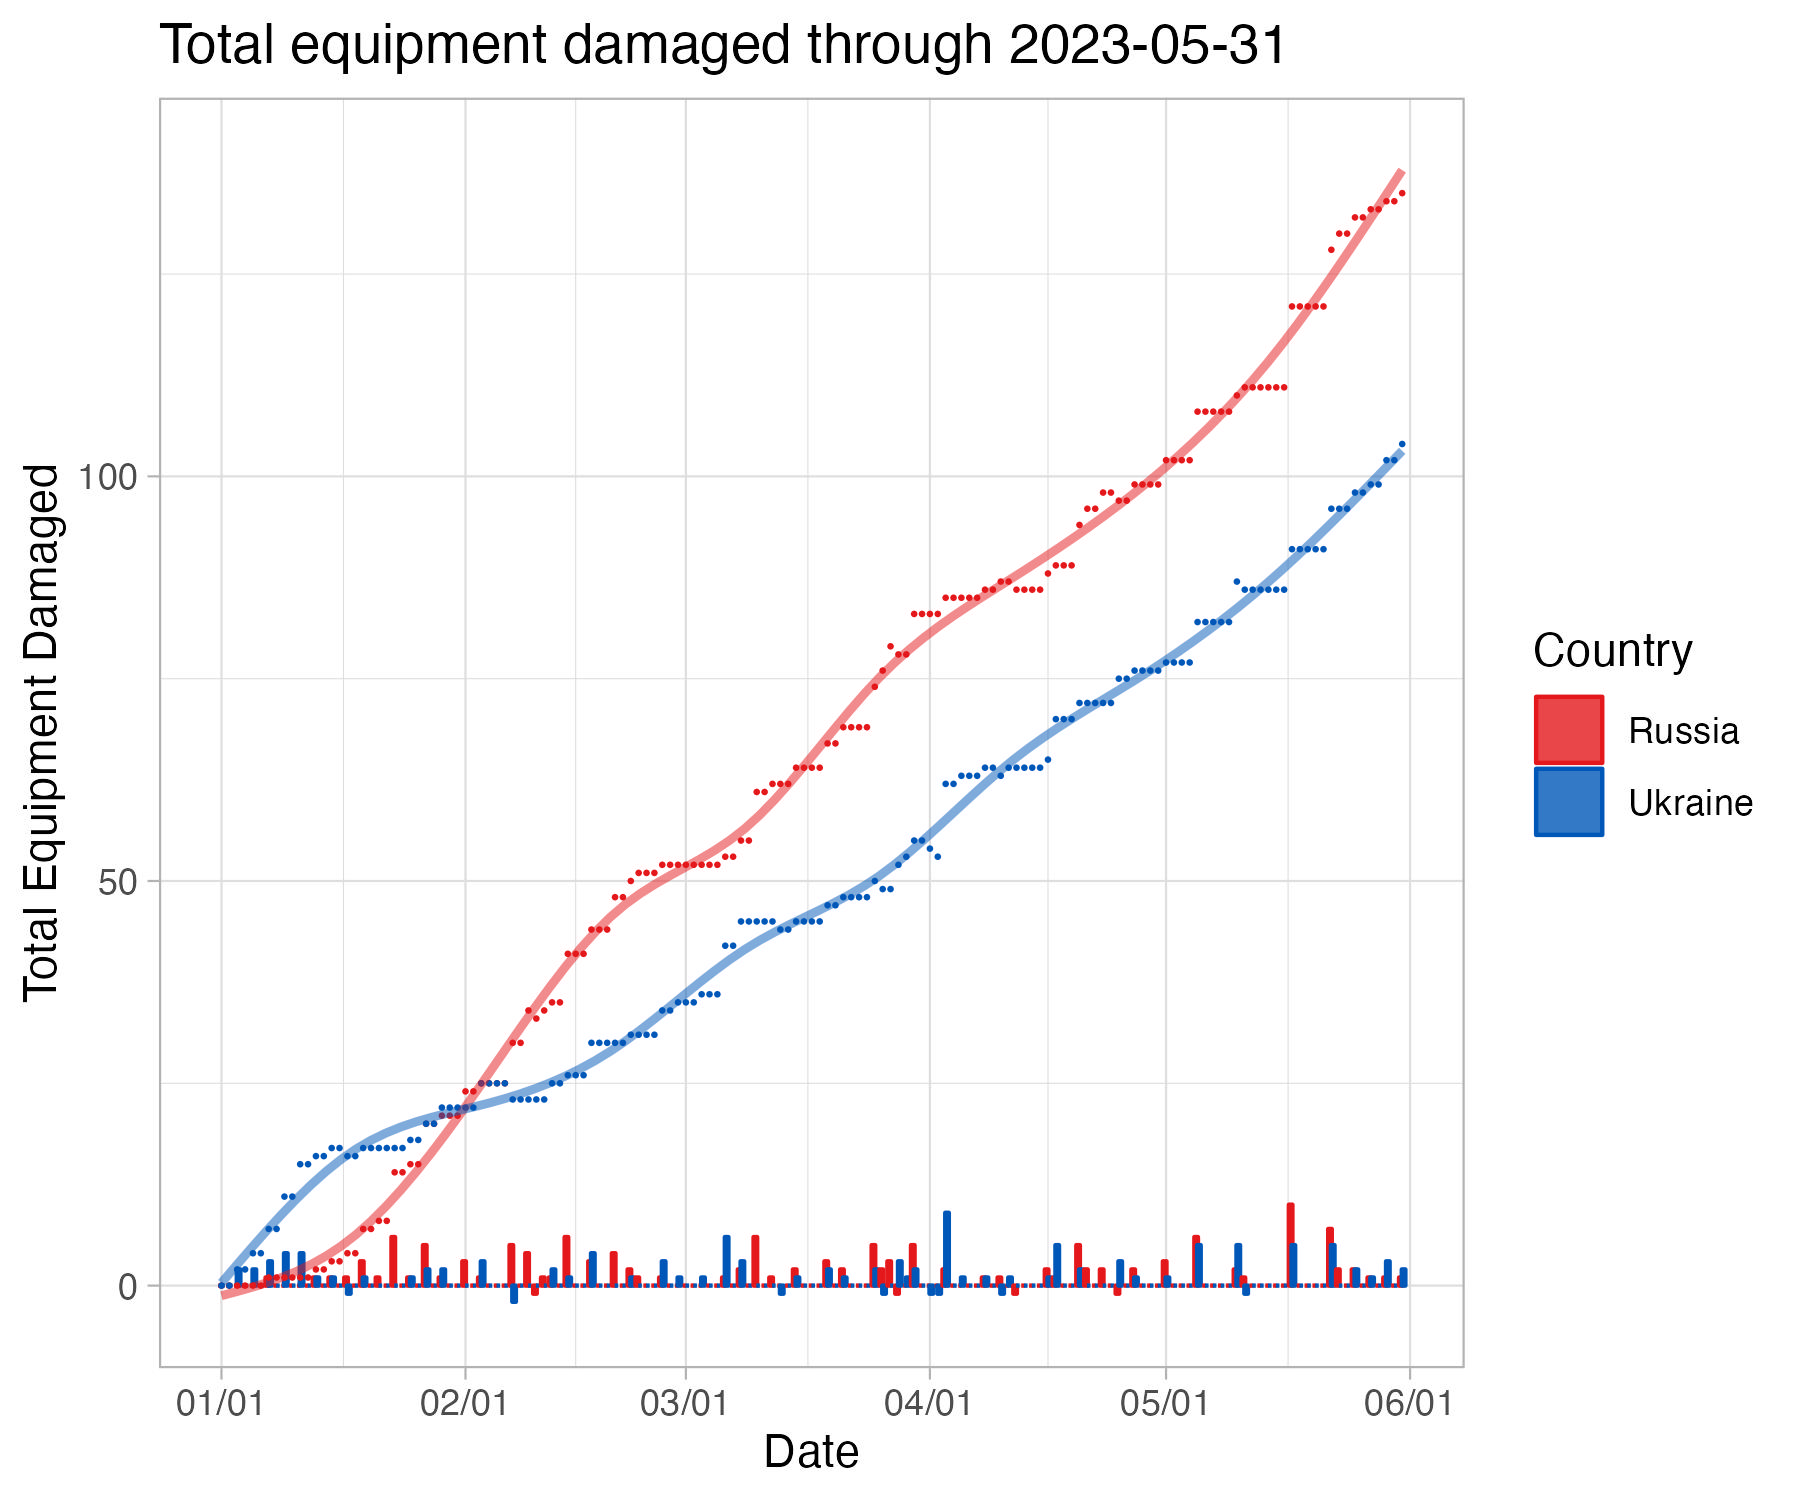 Total equipment damaged through 2023-05-31
Total Equipment Damaged
100
50
0
01/01
02/01
03/01
04/01
05/01
06/01
Date
Country
Russia
Ukraine